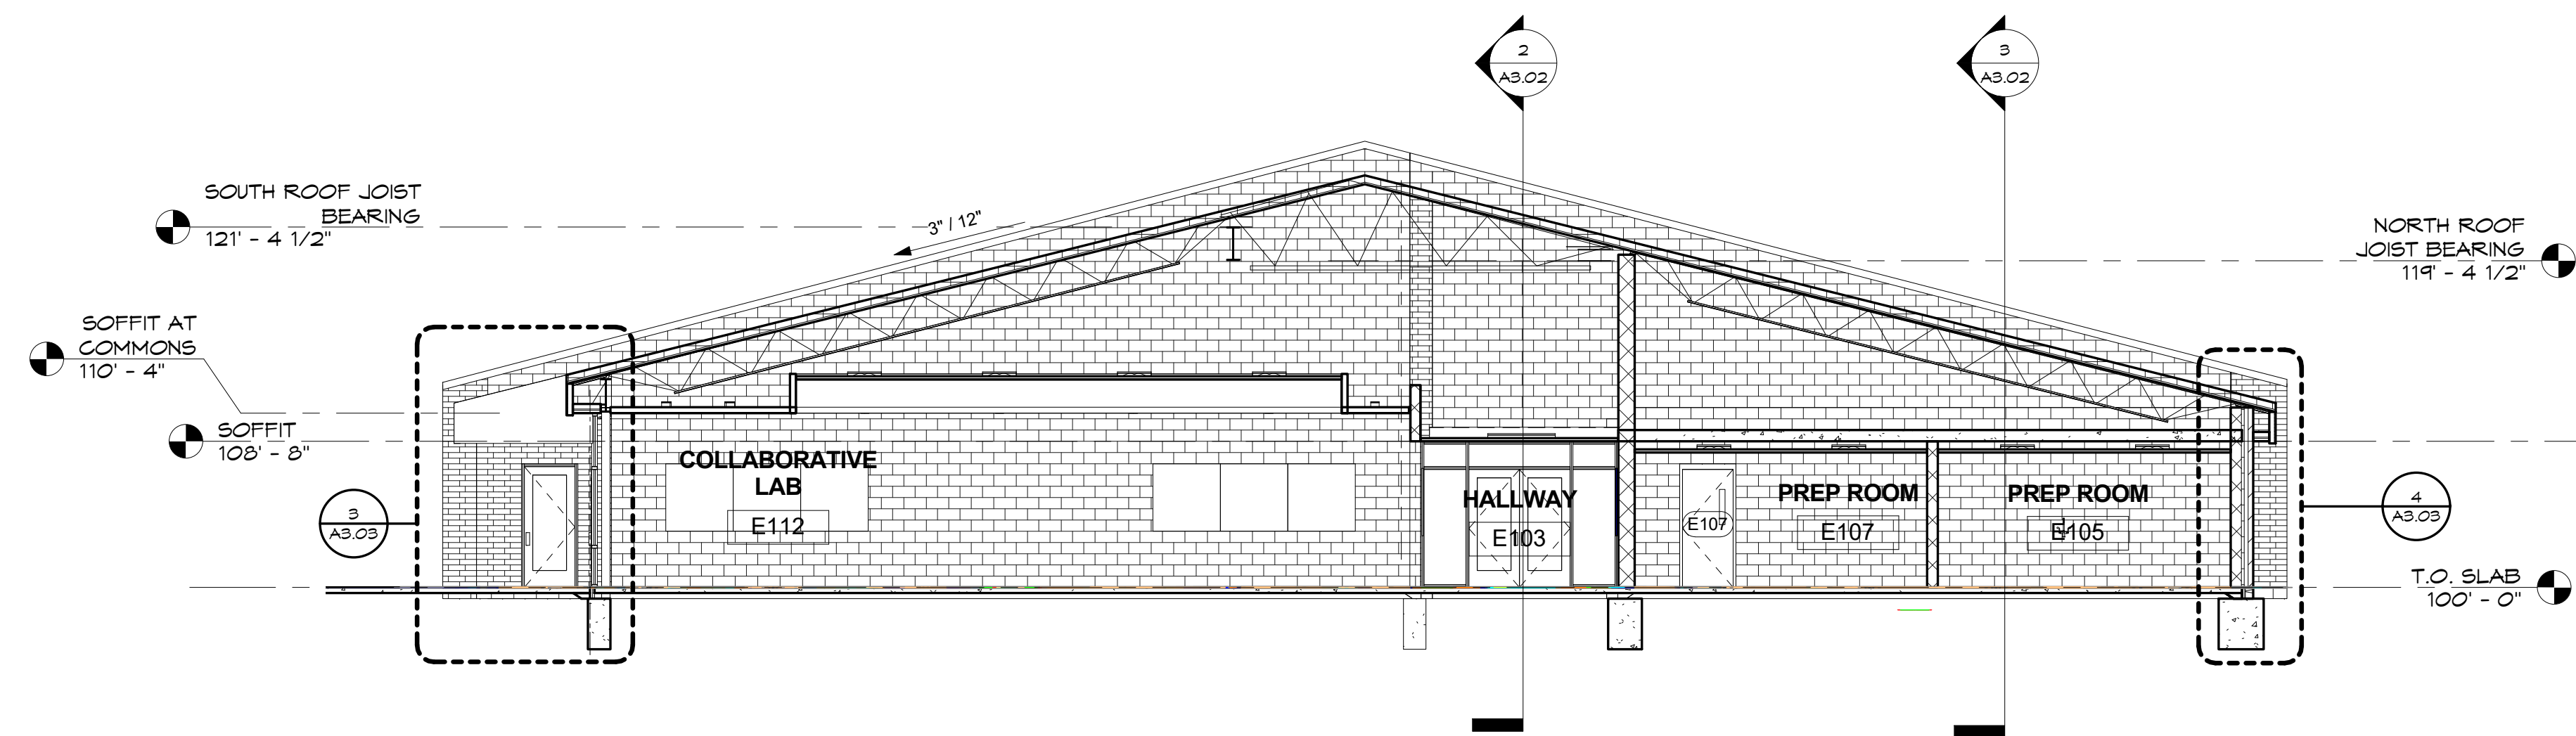 2
A3.02
3
A3.02
SOUTH ROOF JOIST
BEARING
121' - 4 1/2"
3" / 12"
NORTH ROOF
JOIST BEARING
119' - 4 1/2"
SOFFIT AT
COMMONS
110' - 4"
SOFFIT
108' - 8"
COLLABORATIVE
LAB
E112
HALLWAY
E103
E107
PREP ROOM
E107
PREP ROOM
E105
3
A3.03
4
A3.03
T.O. SLAB
100' - 0"